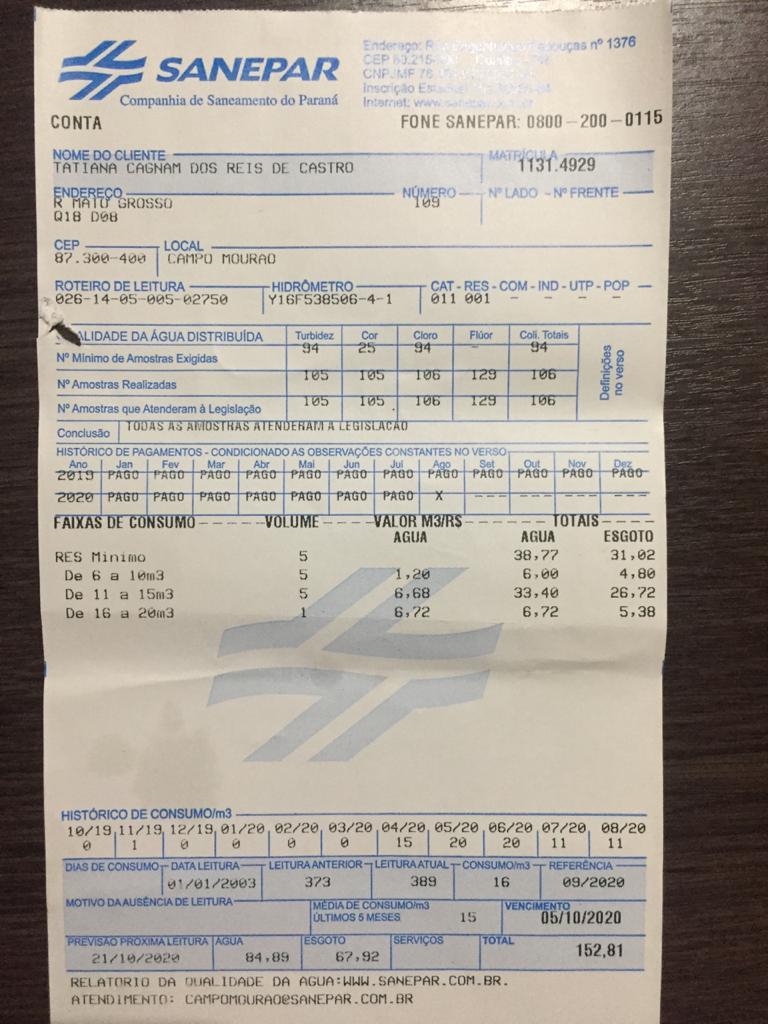 SANEPAR
Companhia de Saneamento do Paraná
Endereço: nº 1376
CEP 80.215
CNPJMF 76
Inscrição
Internet: www.
CONTA FONE SANEPAR: 0800-200-0115
NOME DO CLIENTE MATRÍCULA
TATIANA CAGNAM DOS REIS DE CASTRO 1131.4929
ENDEREÇO NÚMERO Nº LADO - Nº FRENTE
R MATO GROSSO 109
Q18 D08
CEP LOCAL
87.300-400 CAMPO MOURAO
ROTEIRO DE LEITURA HIDRÔMETRO CAT - RES - COM - IND - UTP - POP
026-14-05-005-02750 Y16F538506-4-1 011 001 - - - -
ALIDADE DA ÁGUA DISTRIBUÍDA Turbidez Cor Cloro Flúor Coli. Totais Definições no verso
Nº Mínimo de Amostras Exigidas 94 25 94 - 94
Nº Amostras Realizadas 105 105 106 129 106
Nº Amostras que Atenderam à Legislação 105 105 106 129 106
Conclusão TODAS AS AMOSTRAS ATENDERAM A LEGISLACAO
HISTÓRICO DE PAGAMENTOS - CONDICIONADO AS OBSERVAÇÕES CONSTANTES NO VERSO
Ano Jan Fev Mar Abr Mai Jun Jul Ago Set Out Nov Dez
2019 PAGO PAGO PAGO PAGO PAGO PAGO PAGO PAGO PAGO PAGO PAGO PAGO
2020 PAGO PAGO PAGO PAGO PAGO PAGO PAGO X --- --- --- ---
FAIXAS DE CONSUMO-----VOLUME-----VALOR M3/R$-------TOTAIS----
AGUA AGUA ESGOTO
RES Minimo 5 38,77 31,02
De 6 a 10m3 5 1,20 6,00 4,80
De 11 a 15m3 5 6,68 33,40 26,72
De 16 a 20m3 1 6,72 6,72 5,38
HISTÓRICO DE CONSUMO/m3
10/19 11/19 12/19 01/20 02/20 03/20 04/20 05/20 06/20 07/20 08/20
0 1 0 0 0 0 15 20 20 11 11
DIAS DE CONSUMO DATA LEITURA LEITURA ANTERIOR LEITURA ATUAL CONSUMO/m3 REFERÊNCIA
01/01/2003 373 389 16 09/2020
MOTIVO DA AUSÊNCIA DE LEITURA MÉDIA DE CONSUMO/m3 VENCIMENTO
ÚLTIMOS 5 MESES 15 05/10/2020
PREVISÃO PRÓXIMA LEITURA ÁGUA ESGOTO SERVIÇOS TOTAL
21/10/2020 84,89 67,92 152,81
RELATORIO DA QUALIDADE DA AGUA:WWW.SANEPAR.COM.BR.
ATENDIMENTO: CAMPOMOURAO@SANEPAR.COM.BR